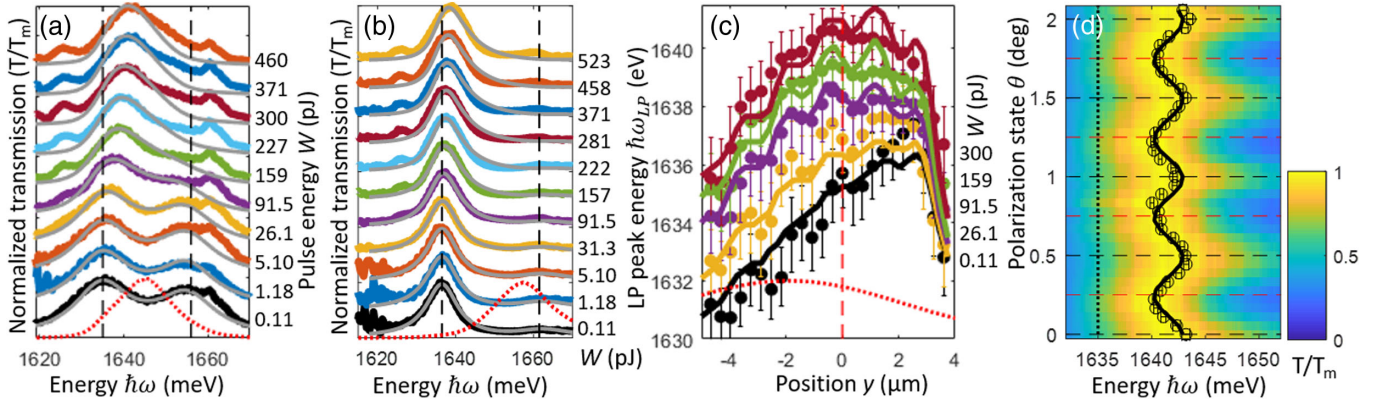 (a)
Normalized transmission (T/Tm)
460
371
300
227
159
91.5
26.1
5.10
1.18
0.11
Pulse energy W (pJ)
1620 1640 1660
Energy ħω (meV)
(b)
Normalized transmission (T/Tm)
523
458
371
281
222
157
91.5
31.3
5.10
1.18
0.11
W (pJ)
1620 1640 1660
Energy ħω (meV)
(c)
LP peak energy ħωLP (eV)
1640
1638
1636
1634
1632
1630
300
159
91.5
26.1
0.11
W (pJ)
-4 -2 0 2 4
Position y (μm)
(d)
Polarization state θ (deg)
2
1.5
1
0.5
0
1635 1640 1645 1650
Energy ħω (meV)
1
0.5
0
T/Tm